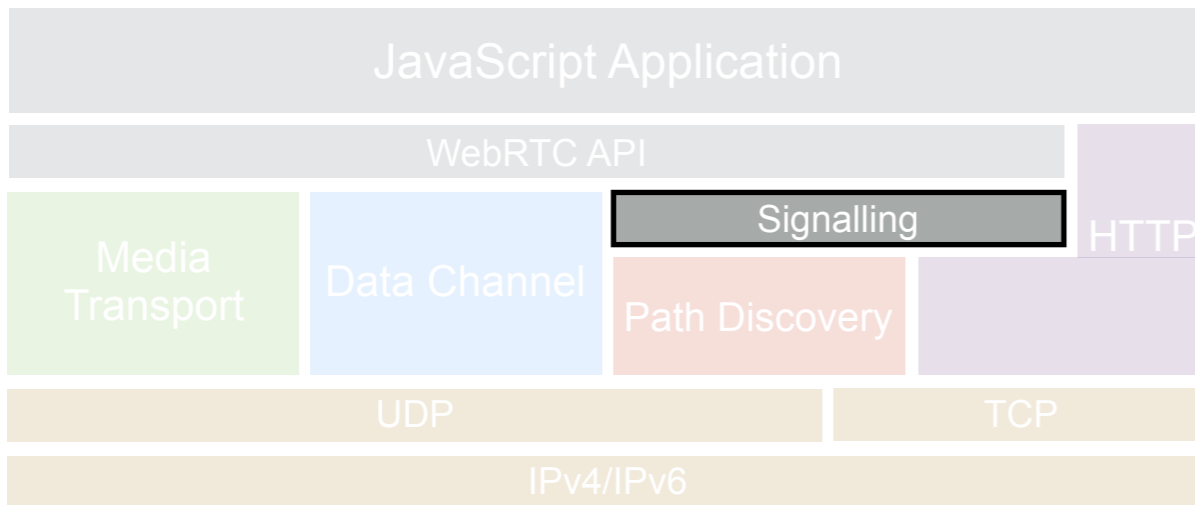 JavaScript Application
WebRTC API
Signalling
HTTP
Media
Transport
Data Channel
Path Discovery
UDP
TCP
IPv4/IPv6